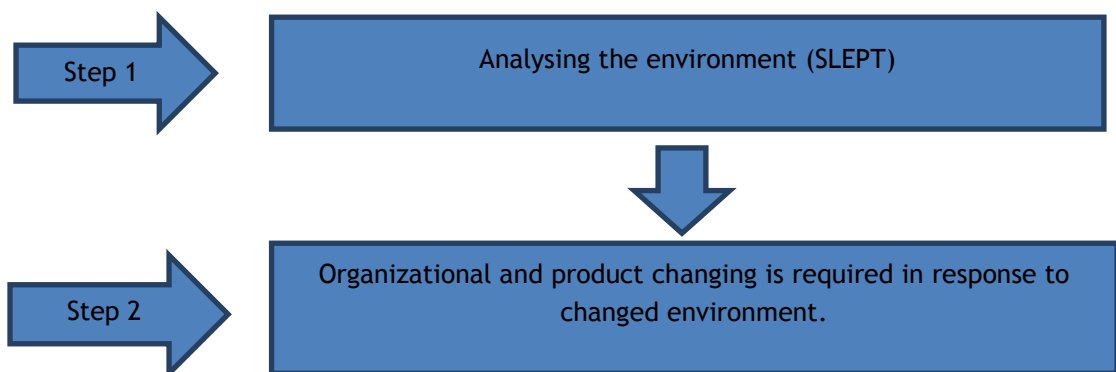 Step 1
Analysing the environment (SLEPT)
Step 2
Organizational and product changing is required in response to
changed environment.